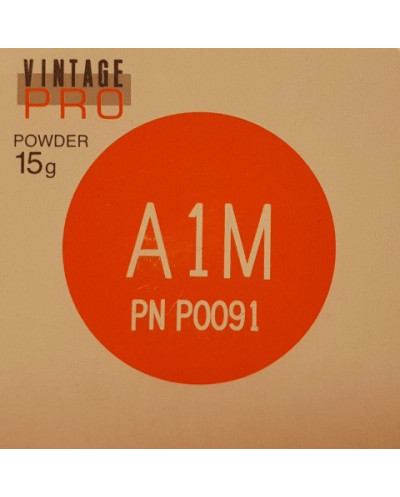 VINTAGE
PRO
POWDER
15g
A1M
PN P0091